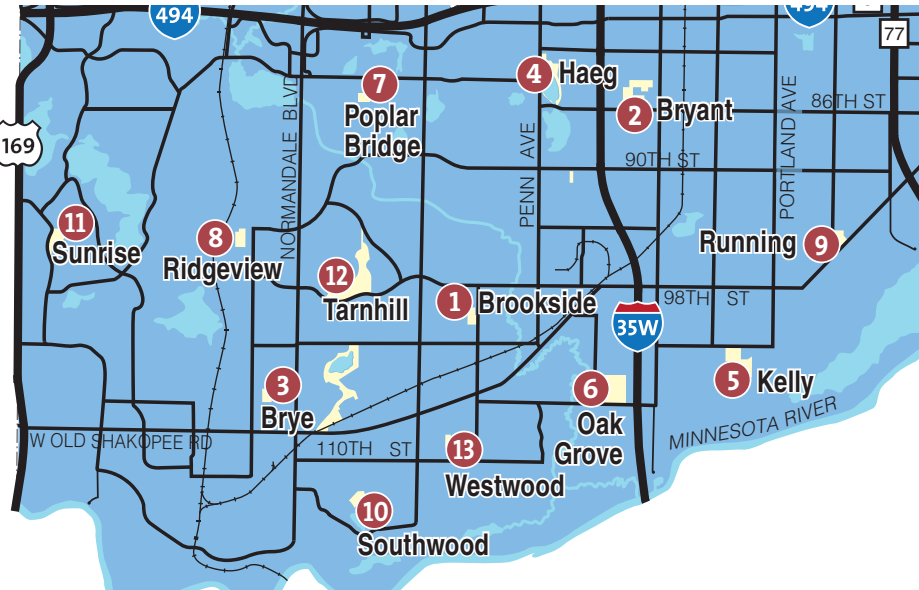 494
494
77
169
7
Poplar
Bridge
4
Haeg
2
Bryant
86TH ST
90TH ST
NORMANDALE BLVD
PENN AVE
PORTLAND AVE
11
Sunrise
8
Ridgeview
12
Tarnhill
1
Brookside
Running
9
98TH ST
35W
3
Brye
6
Oak
Grove
5
Kelly
MINNESOTA RIVER
W OLD SHAKOPEE RD
110TH ST
13
Westwood
10
Southwood